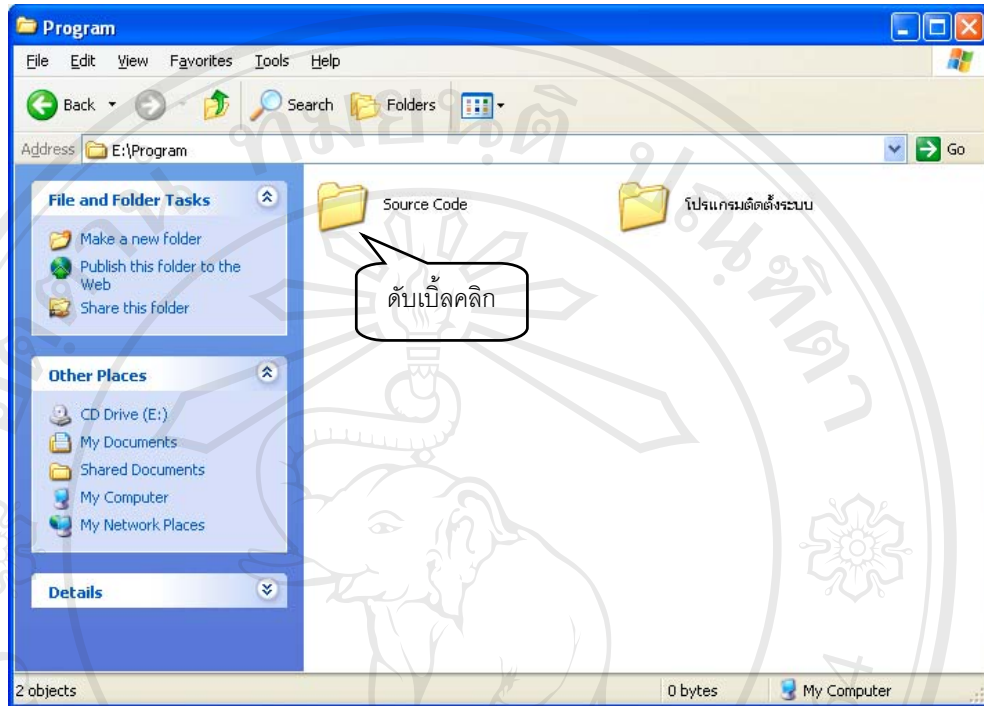 Program
File Edit View Favorites Tools Help
Back Search Folders
Address E:\Program Go
File and Folder Tasks
Make a new folder
Publish this folder to the
Web
Share this folder
Other Places
CD Drive (E:)
My Documents
Shared Documents
My Computer
My Network Places
Details
Source Code
โปรแกรมติดตั้งระบบ
ดับเบิ้ลคลิก
2 objects 0 bytes My Computer